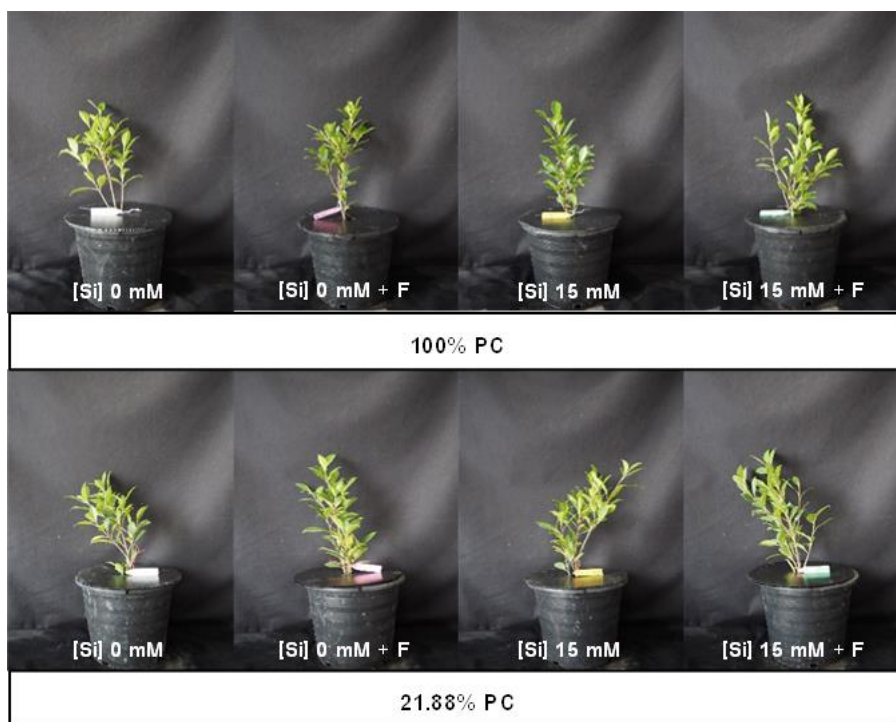 [Si] 0 mM
[Si] 0 mM + F
[Si] 15 mM
[Si] 15 mM + F
100% PC
[Si] 0 mM
[Si] 0 mM + F
[Si] 15 mM
[Si] 15 mM + F
21.88% PC